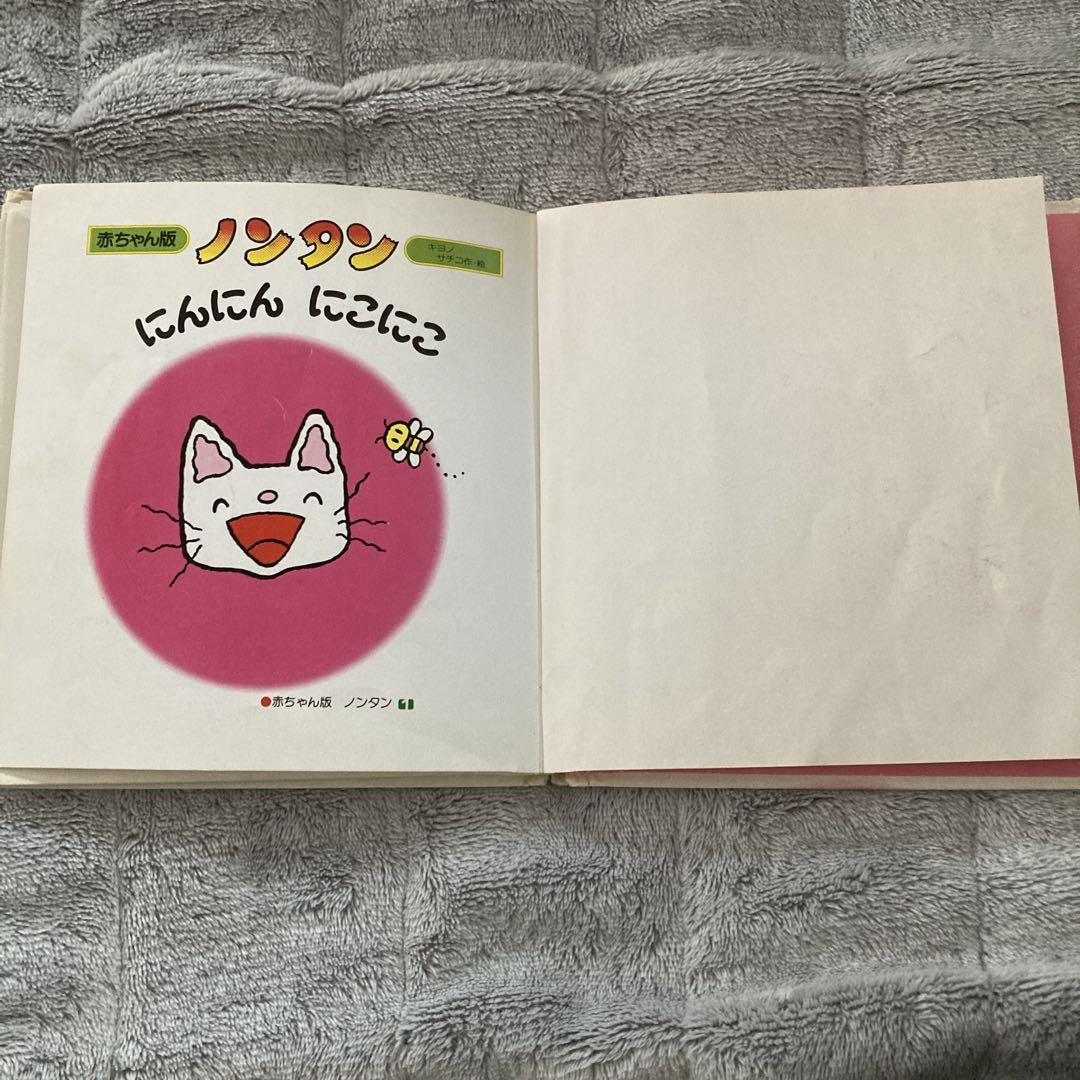 赤ちゃん版
ノンタン
キヨノ
サチコ作・絵
にんにん にこにこ
●赤ちゃん版 ノンタン 1